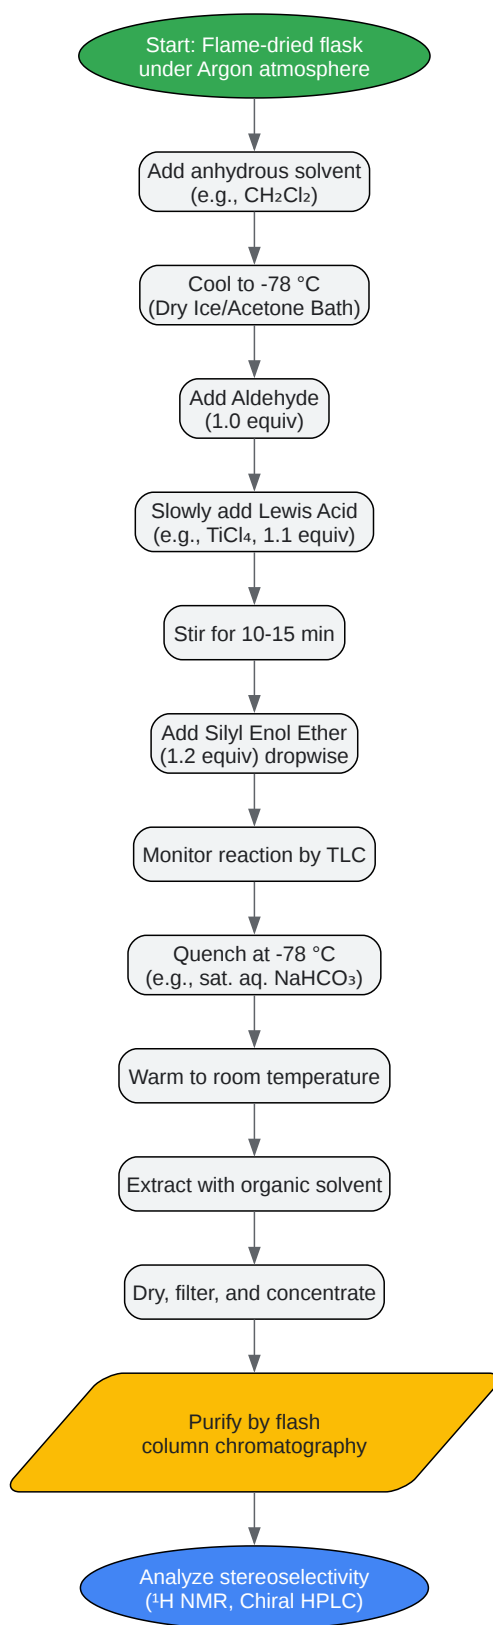 Start: Flame-dried flask
under Argon atmosphere
Add anhydrous solvent
(e.g., CH₂Cl₂)
Cool to -78 °C
(Dry Ice/Acetone Bath)
Add Aldehyde
(1.0 equiv)
Slowly add Lewis Acid
(e.g., TiCl₄, 1.1 equiv)
Stir for 10-15 min
Add Silyl Enol Ether
(1.2 equiv) dropwise
Monitor reaction by TLC
Quench at -78 °C
(e.g., sat. aq. NaHCO₃)
Warm to room temperature
Extract with organic solvent
Dry, filter, and concentrate
Purify by flash
column chromatography
Analyze stereoselectivity
(¹H NMR, Chiral HPLC)